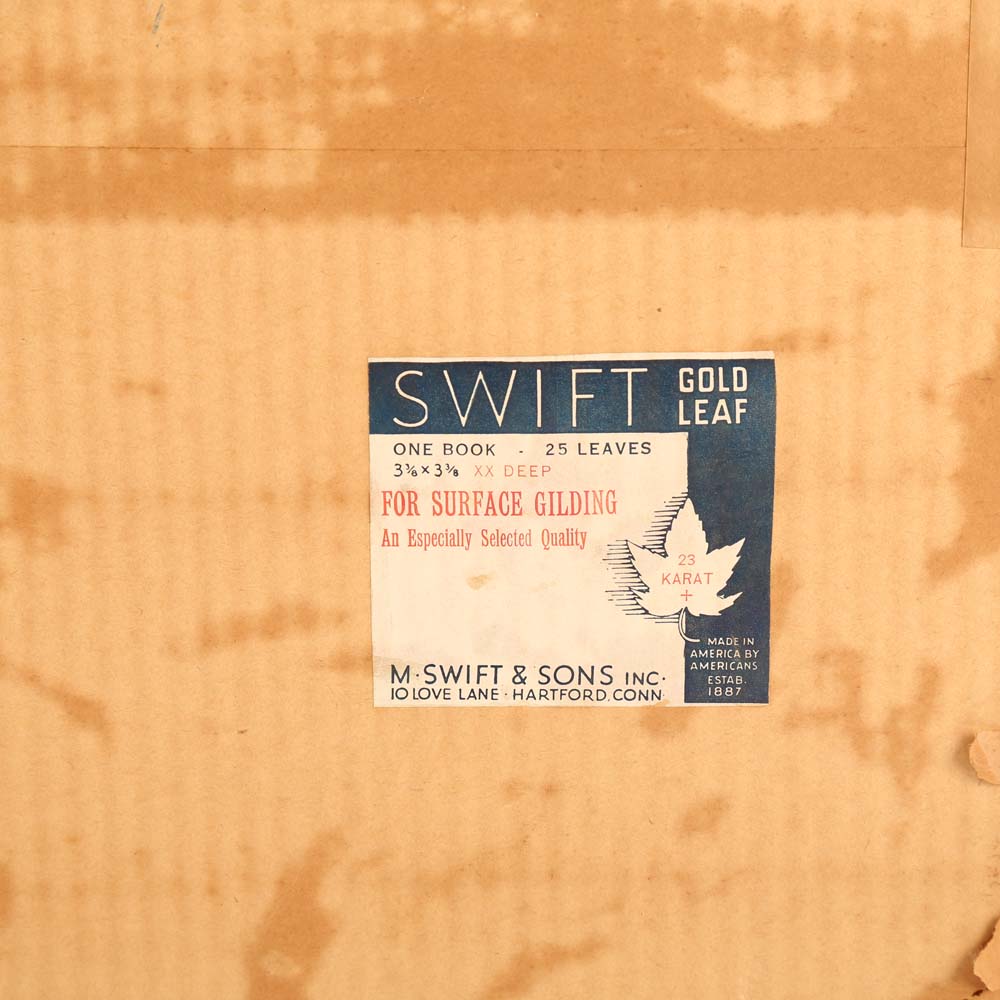 SWIFT GOLD LEAF
ONE BOOK - 25 LEAVES
3⅜ × 3⅜ XX DEEP
FOR SURFACE GILDING
An Especially Selected Quality
23
KARAT
+
M·SWIFT & SONS INC·
10 LOVE LANE · HARTFORD, CONN
MADE IN
AMERICA BY
AMERICANS
ESTAB.
1887